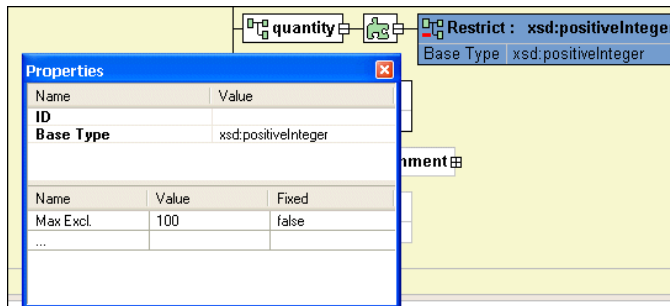 quantity
Restrict : xsd:positiveIntege
Base Type xsd:positiveInteger
Properties
Name Value
ID
Base Type xsd:positiveInteger
nment
Name Value Fixed
Max Excl. 100 false
...